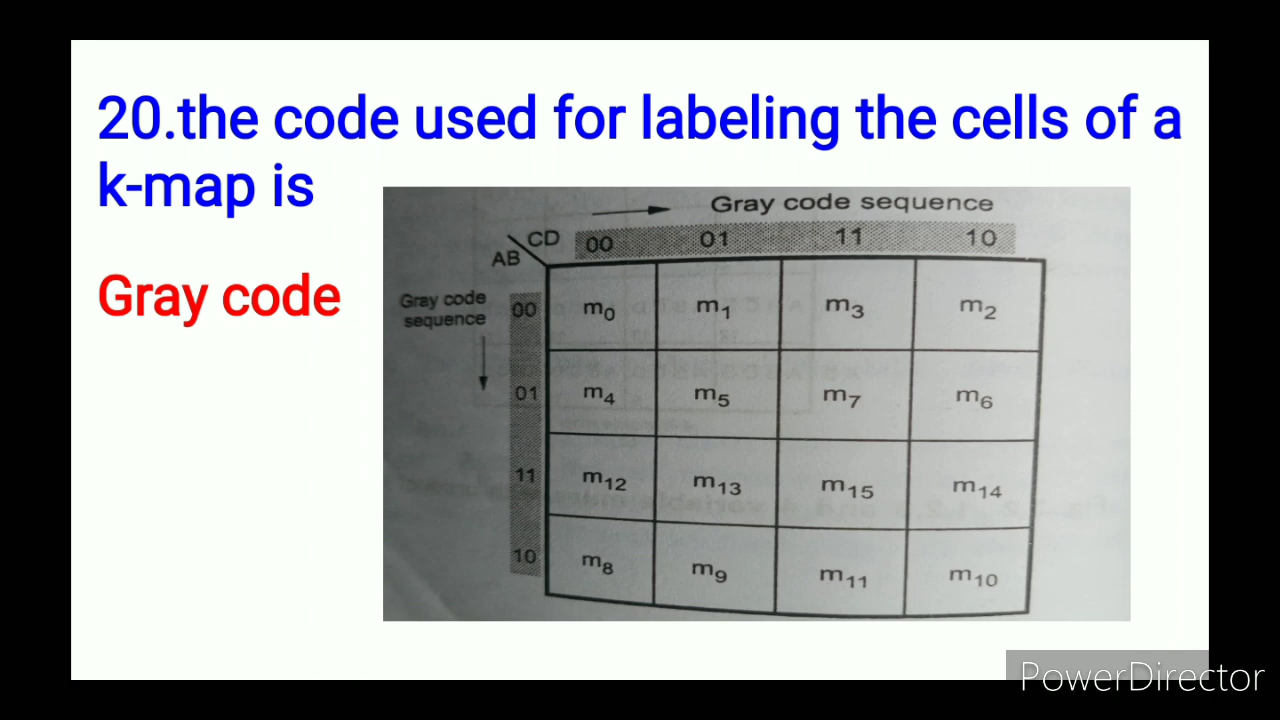 20.the code used for labeling the cells of a
k-map is
Gray code
Gray code sequence
CD
AB
00 01 11 10
Gray code
sequence
00 m0 m1 m3 m2
01 m4 m5 m7 m6
11 m12 m13 m15 m14
10 m8 m9 m11 m10
PowerDirector